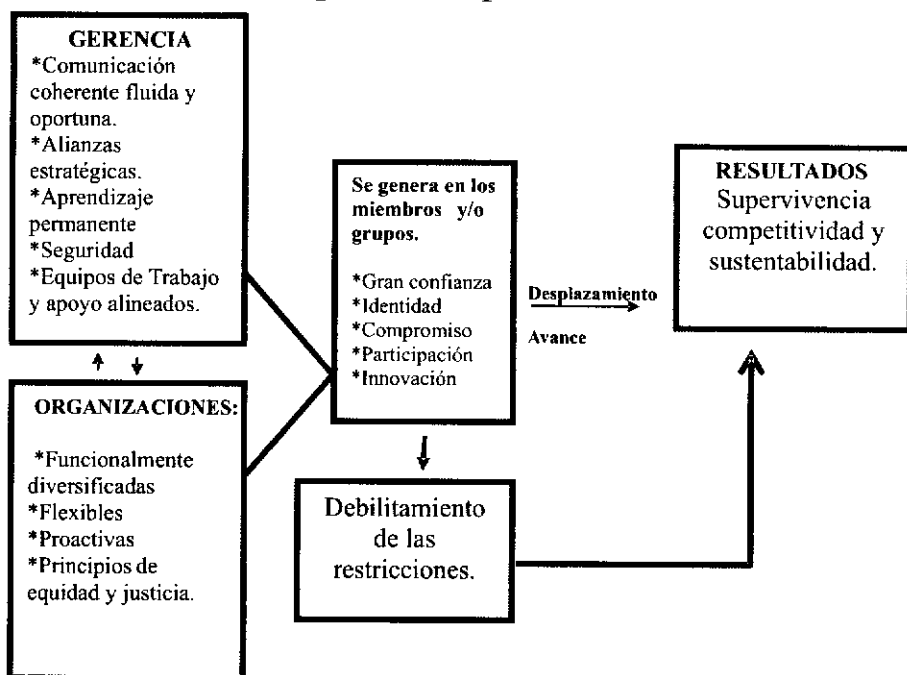 GERENCIA
*Comunicación
coherente fluida y
oportuna.
*Alianzas
estratégicas.
*Aprendizaje
permanente
*Seguridad
*Equipos de Trabajo
y apoyo alineados.
ORGANIZACIONES:
*Funcionalmente
diversificadas
*Flexibles
*Proactivas
*Principios de
equidad y justicia.
Se genera en los
miembros y/o
grupos.
*Gran confianza
*Identidad
*Compromiso
*Participación
*Innovación
Desplazamiento
Avance
Debilitamiento
de las
restricciones.
RESULTADOS
Supervivencia
competitividad y
sustentabilidad.